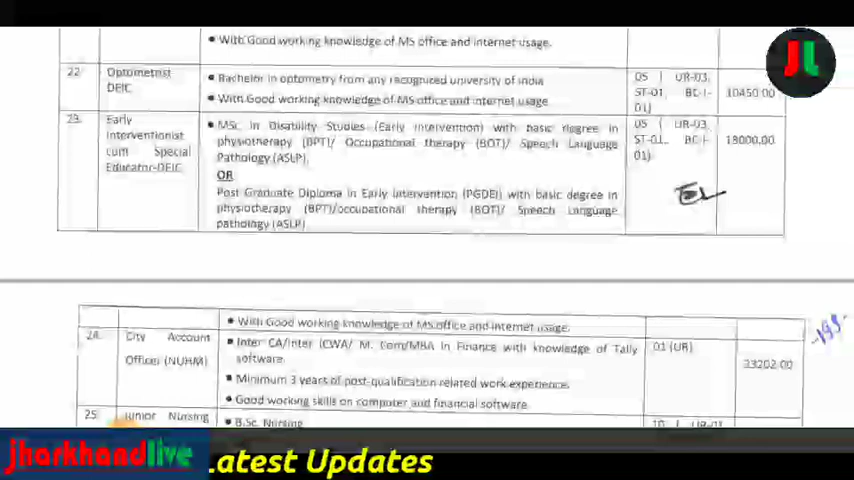 With Good working knowledge of MS office and internet usage.
22. Optometrist DEIC
Bachelor in optometry from any recognized university of India
With Good working knowledge of MS office and internet usage
05 ( UR-03, ST-01, BC-I-01)
10450.00
23. Early Interventionist cum Special Educator-DEIC
MSc in Disability Studies (Early Intervention) with basic degree in
physiotherapy (BPT)/ Occupational therapy (BOT)/ Speech Language
Pathology (ASLP)
OR
Post Graduate Diploma in Early Intervention (PGDEI) with basic degree in
physiotherapy (BPT)/occupational therapy (BOT)/ Speech Language
pathology (ASLP)
05 ( UR-03, ST-01, BC-I-01)
18000.00
With Good working knowledge of MS office and internet usage.
24. City Account Officer (NUHM)
Inter CA/Inter ICWA/ M. Com/MBA in Finance with knowledge of Tally
software.
Minimum 3 years of post-qualification related work experience.
Good working skills on computer and financial software
01 (UR)
23202.00
25. Junior Nursing
B.Sc. Nursing
10 ( UR-01
JL
Jharkhandlive
Latest Updates